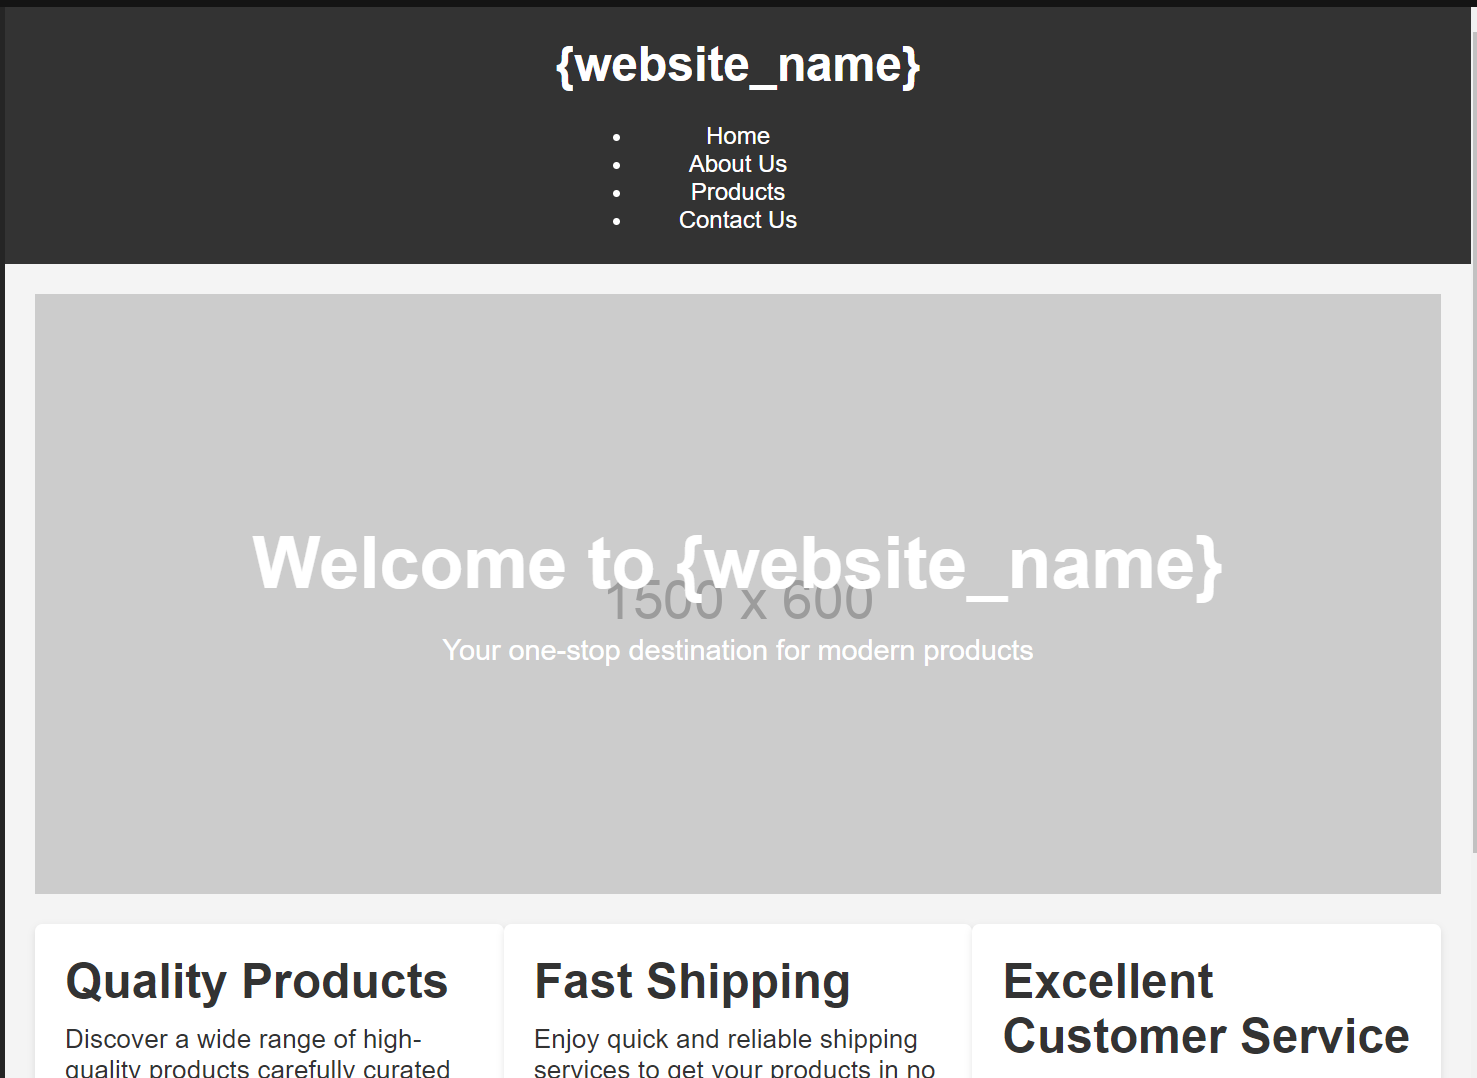 {website_name}
Home
About Us
Products
Contact Us
Welcome to {website_name}
1500 x 600
Your one-stop destination for modern products
Quality Products
Discover a wide range of high-
quality products carefully curated
Fast Shipping
Enjoy quick and reliable shipping
services to get your products in no
Excellent
Customer Service